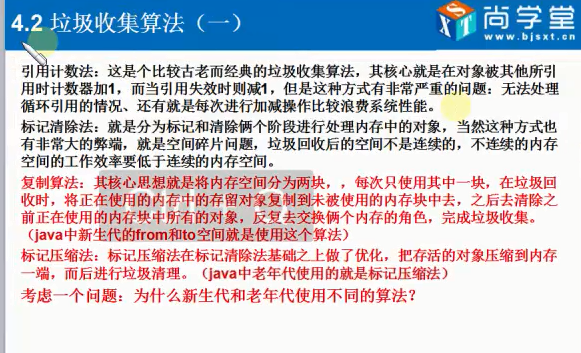 4.2 垃圾收集算法（一）
尚学堂
www.bjsxt.cn
引用计数法：这是个比较古老而经典的垃圾收集算法，其核心就是在对象被其他所引
用时计数器加1，而当引用失效时则减1，但是这种方式有非常严重的问题：无法处理
循环引用的情况、还有就是每次进行加减操作比较浪费系统性能。
标记清除法：就是分为标记和清除俩个阶段进行处理内存中的对象，当然这种方式也
有非常大的弊端，就是空间碎片问题，垃圾回收后的空间不是连续的，不连续的内存
空间的工作效率要低于连续的内存空间。
复制算法：其核心思想就是将内存空间分为两块，，每次只使用其中一块，在垃圾回
收时，将正在使用的内存中的存留对象复制到未被使用的内存块中去，之后去清除之
前正在使用的内存块中所有的对象，反复去交换俩个内存的角色，完成垃圾收集。
（java中新生代的from和to空间就是使用这个算法）
标记压缩法：标记压缩法在标记清除法基础之上做了优化，把存活的对象压缩到内存
一端，而后进行垃圾清理。（java中老年代使用的就是标记压缩法）
考虑一个问题：为什么新生代和老年代使用不同的算法？